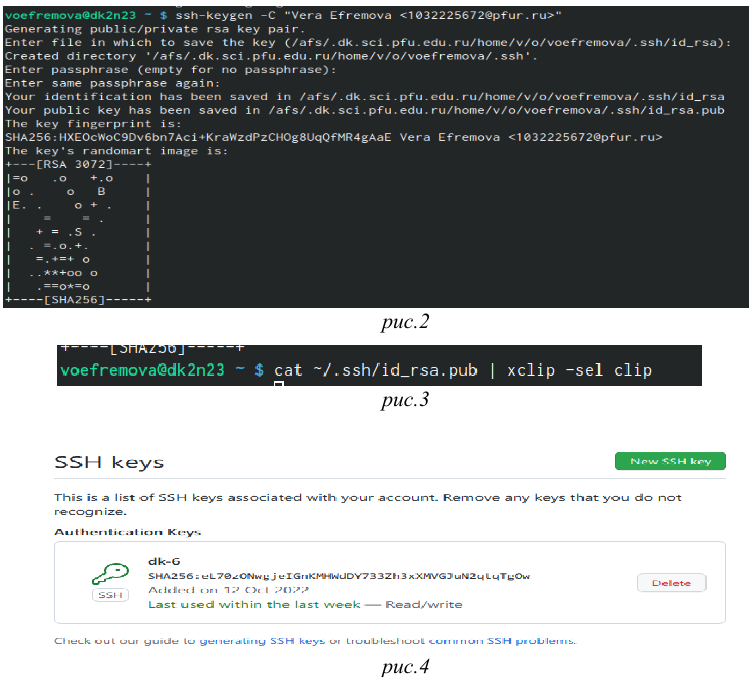 voefremova@dk2n23 ~ $ ssh-keygen -C "Vera Efremova <1032225672@pfur.ru>"
Generating public/private rsa key pair.
Enter file in which to save the key (/afs/.dk.sci.pfu.edu.ru/home/v/o/voefremova/.ssh/id_rsa):
Created directory '/afs/.dk.sci.pfu.edu.ru/home/v/o/voefremova/.ssh'.
Enter passphrase (empty for no passphrase):
Enter same passphrase again:
Your identification has been saved in /afs/.dk.sci.pfu.edu.ru/home/v/o/voefremova/.ssh/id_rsa
Your public key has been saved in /afs/.dk.sci.pfu.edu.ru/home/v/o/voefremova/.ssh/id_rsa.pub
The key fingerprint is:
SHA256:HXEOcWoC9Dv6bn7Aci+KraWzdPzCHOg8UqQfMR4gAaE Vera Efremova <1032225672@pfur.ru>
The key's randomart image is:
+---[RSA 3072]----+
|=o   .o   +.o    |
|o .    o   B     |
|E. .    o + .    |
|    =    = .     |
|   + = .S .      |
|  . =.o.+.       |
|   =.+=+ o       |
|  ..**+oo o      |
|   .==o*=o       |
+----[SHA256]-----+
рис.2
+----[SHA256]-----+
voefremova@dk2n23 ~ $ cat ~/.ssh/id_rsa.pub | xclip -sel clip
рис.3
SSH keys
New SSH key
This is a list of SSH keys associated with your account. Remove any keys that you do not
recognize.
Authentication Keys
dk-G
SHA256:eL70zONwgjeIGnKMHWdDY733Zh3xXMVGJuN2qtqTgOw
Added on 12 Oct 2022
SSH
Delete
Last used within the last week — Read/write
Check out our guide to generating SSH keys or troubleshoot common SSH problems.
рис.4